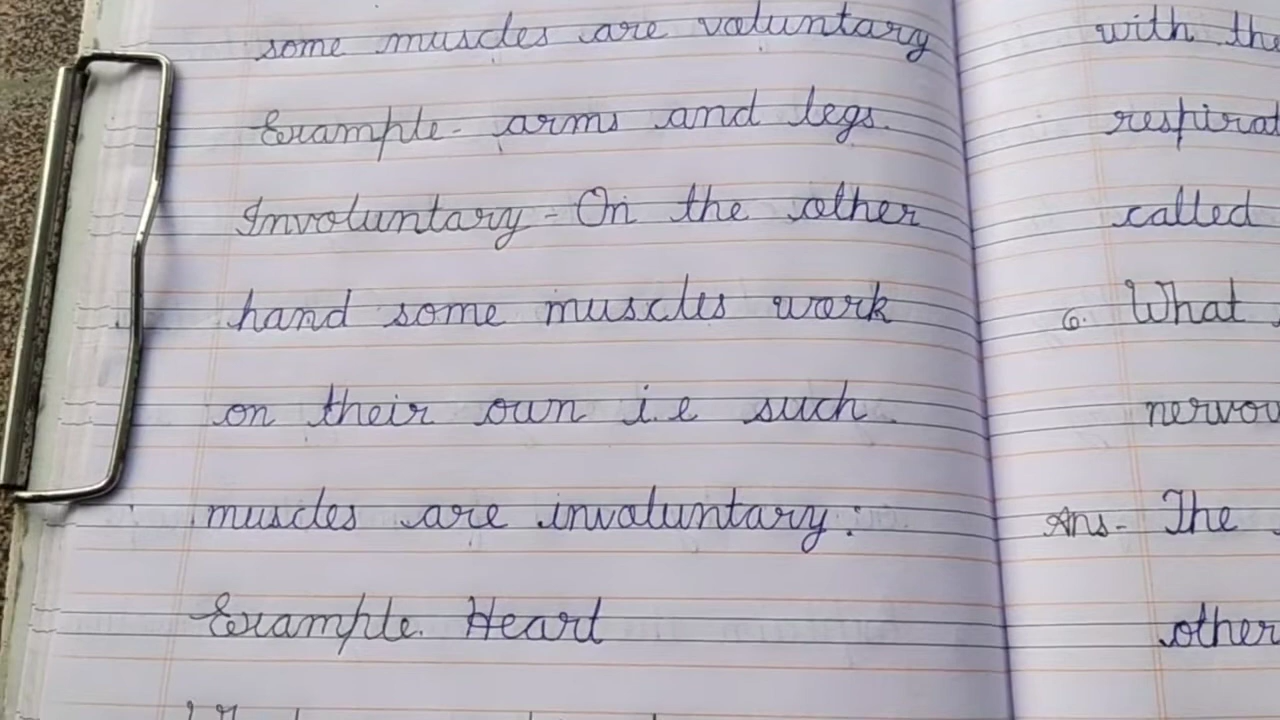 some muscles are voluntary
Example- arms and legs.
Involuntary - On the other
hand some muscles work
on their own i.e such
muscles are involuntary:
Example. Heart
with the
called
6. What
Ans- The
other